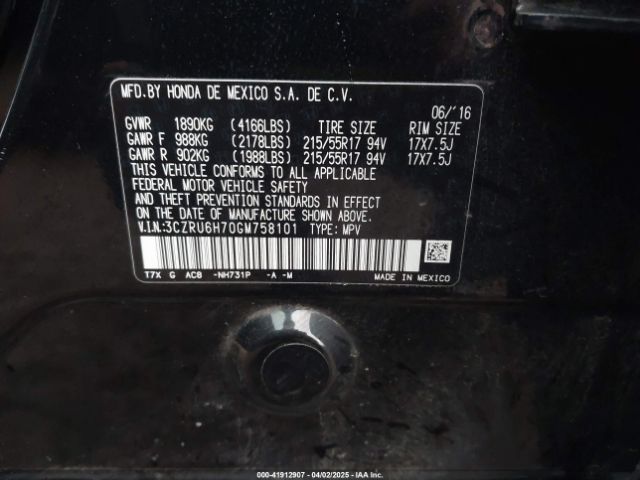 MFD.BY HONDA DE MEXICO S.A. DE C.V.
06/'16
GVWR 1890KG (4166LBS) TIRE SIZE RIM SIZE
GAWR F 988KG (2178LBS) 215/55R17 94V 17X7.5J
GAWR R 902KG (1988LBS) 215/55R17 94V 17X7.5J
THIS VEHICLE CONFORMS TO ALL APPLICABLE
FEDERAL MOTOR VEHICLE SAFETY
AND THEFT PREVENTION STANDARDS IN EFFECT
ON THE DATE OF MANUFACTURE SHOWN ABOVE.
V.I.N:3CZRU6H70GM758101 TYPE: MPV
T7X G AC8 -NH731P -A -M MADE IN MEXICO
000-41912907 - 04/02/2025 - IAA Inc.